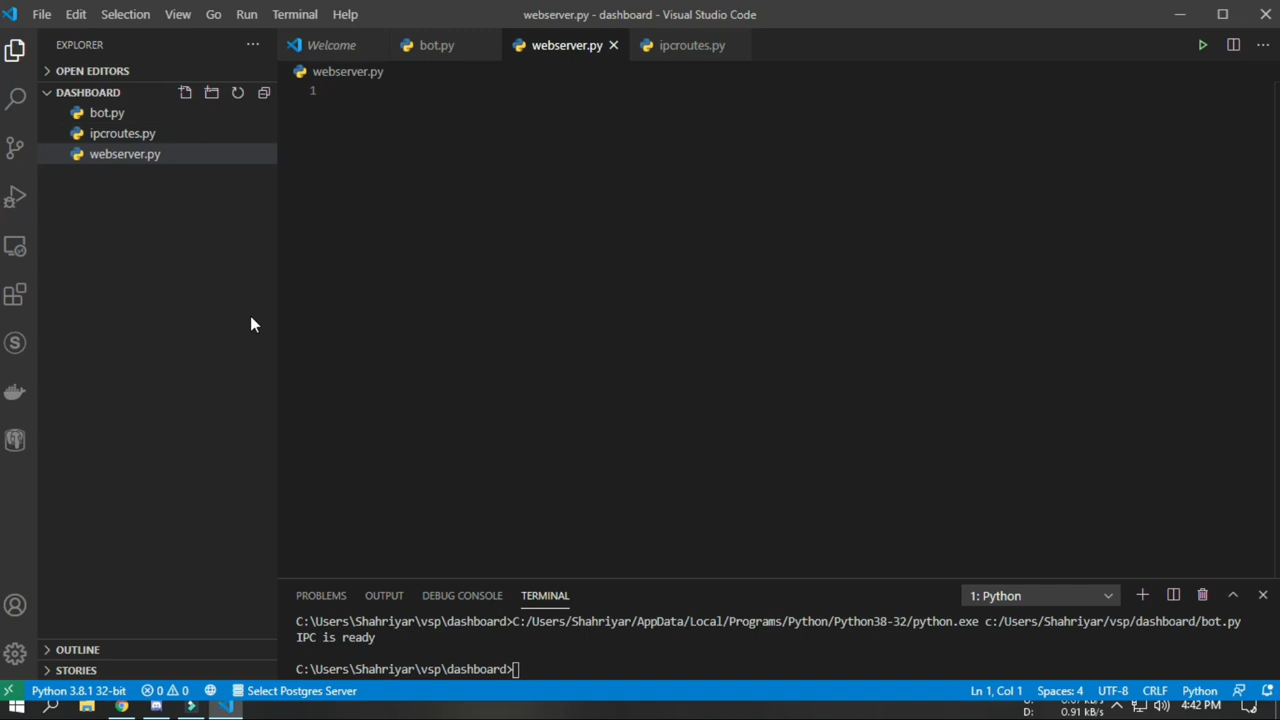 File Edit Selection View Go Run Terminal Help
webserver.py - dashboard - Visual Studio Code
EXPLORER
Welcome
bot.py
webserver.py
ipcroutes.py
OPEN EDITORS
webserver.py
DASHBOARD
1
bot.py
ipcroutes.py
webserver.py
S
PROBLEMS OUTPUT DEBUG CONSOLE TERMINAL
1: Python
C:\Users\Shahriyar\vsp\dashboard>C:/Users/Shahriyar/AppData/Local/Programs/Python/Python38-32/python.exe c:/Users/Shahriyar/vsp/dashboard/bot.py
IPC is ready
C:\Users\Shahriyar\vsp\dashboard>
OUTLINE
STORIES
Python 3.8.1 32-bit 0 0 Select Postgres Server
Ln 1, Col 1 Spaces: 4 UTF-8 CRLF Python
D: 0.91 kB/s
4:42 PM